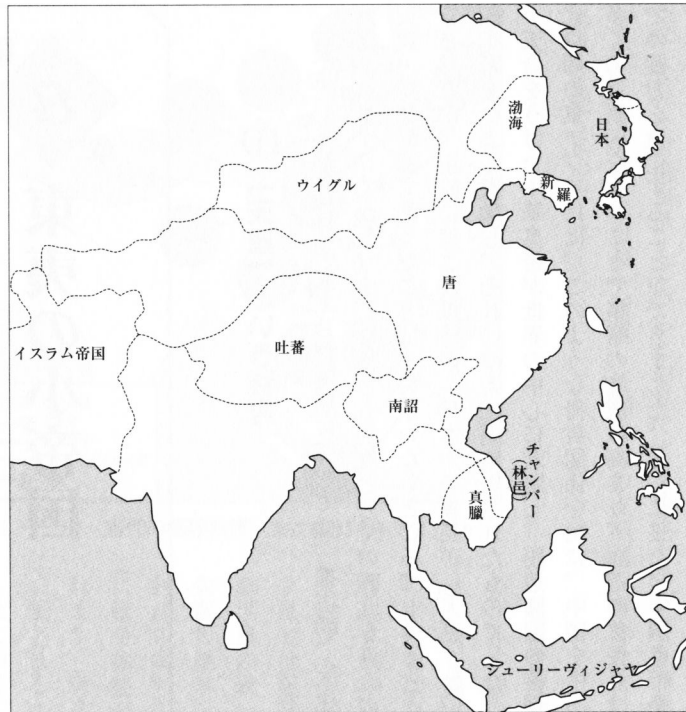 渤海
日本
ウイグル
新羅
唐
イスラム帝国
吐蕃
南詔
チャンパー
(林邑)
真臘
シューリーヴィジャヤ